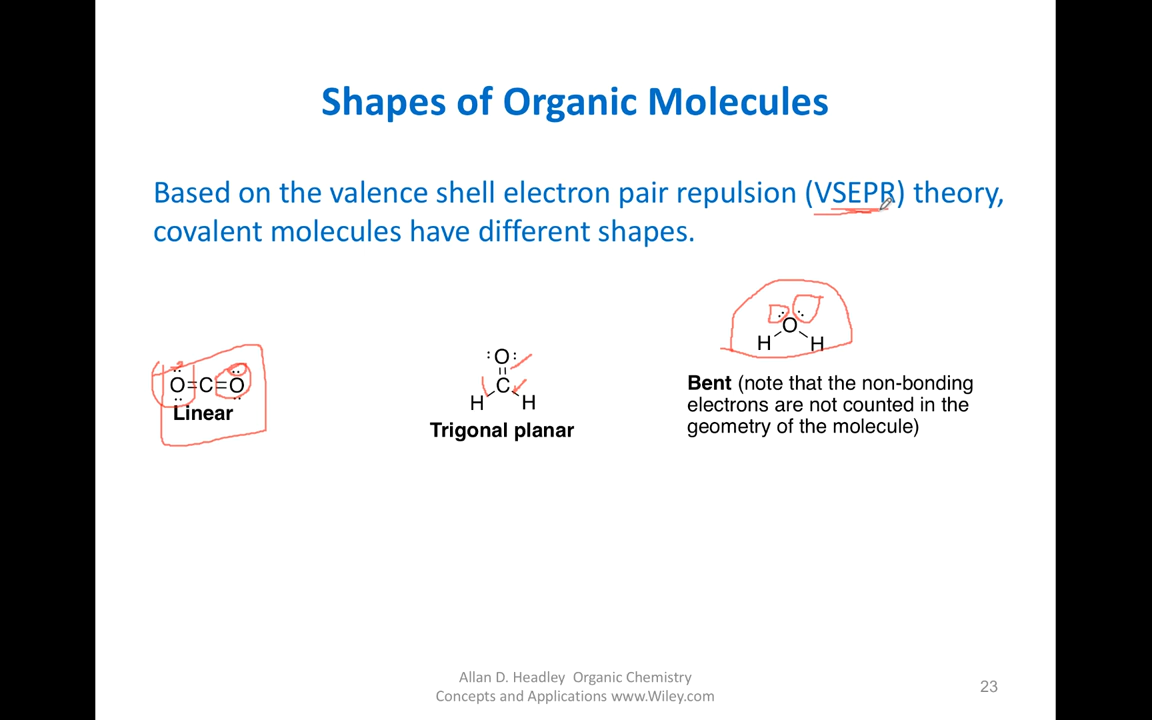 Shapes of Organic Molecules
Based on the valence shell electron pair repulsion (VSEPR) theory,
covalent molecules have different shapes.
O=C=O
Linear
:O:
C
H H
Trigonal planar
O
H H
Bent (note that the non-bonding
electrons are not counted in the
geometry of the molecule)
Allan D. Headley Organic Chemistry
Concepts and Applications www.Wiley.com
23